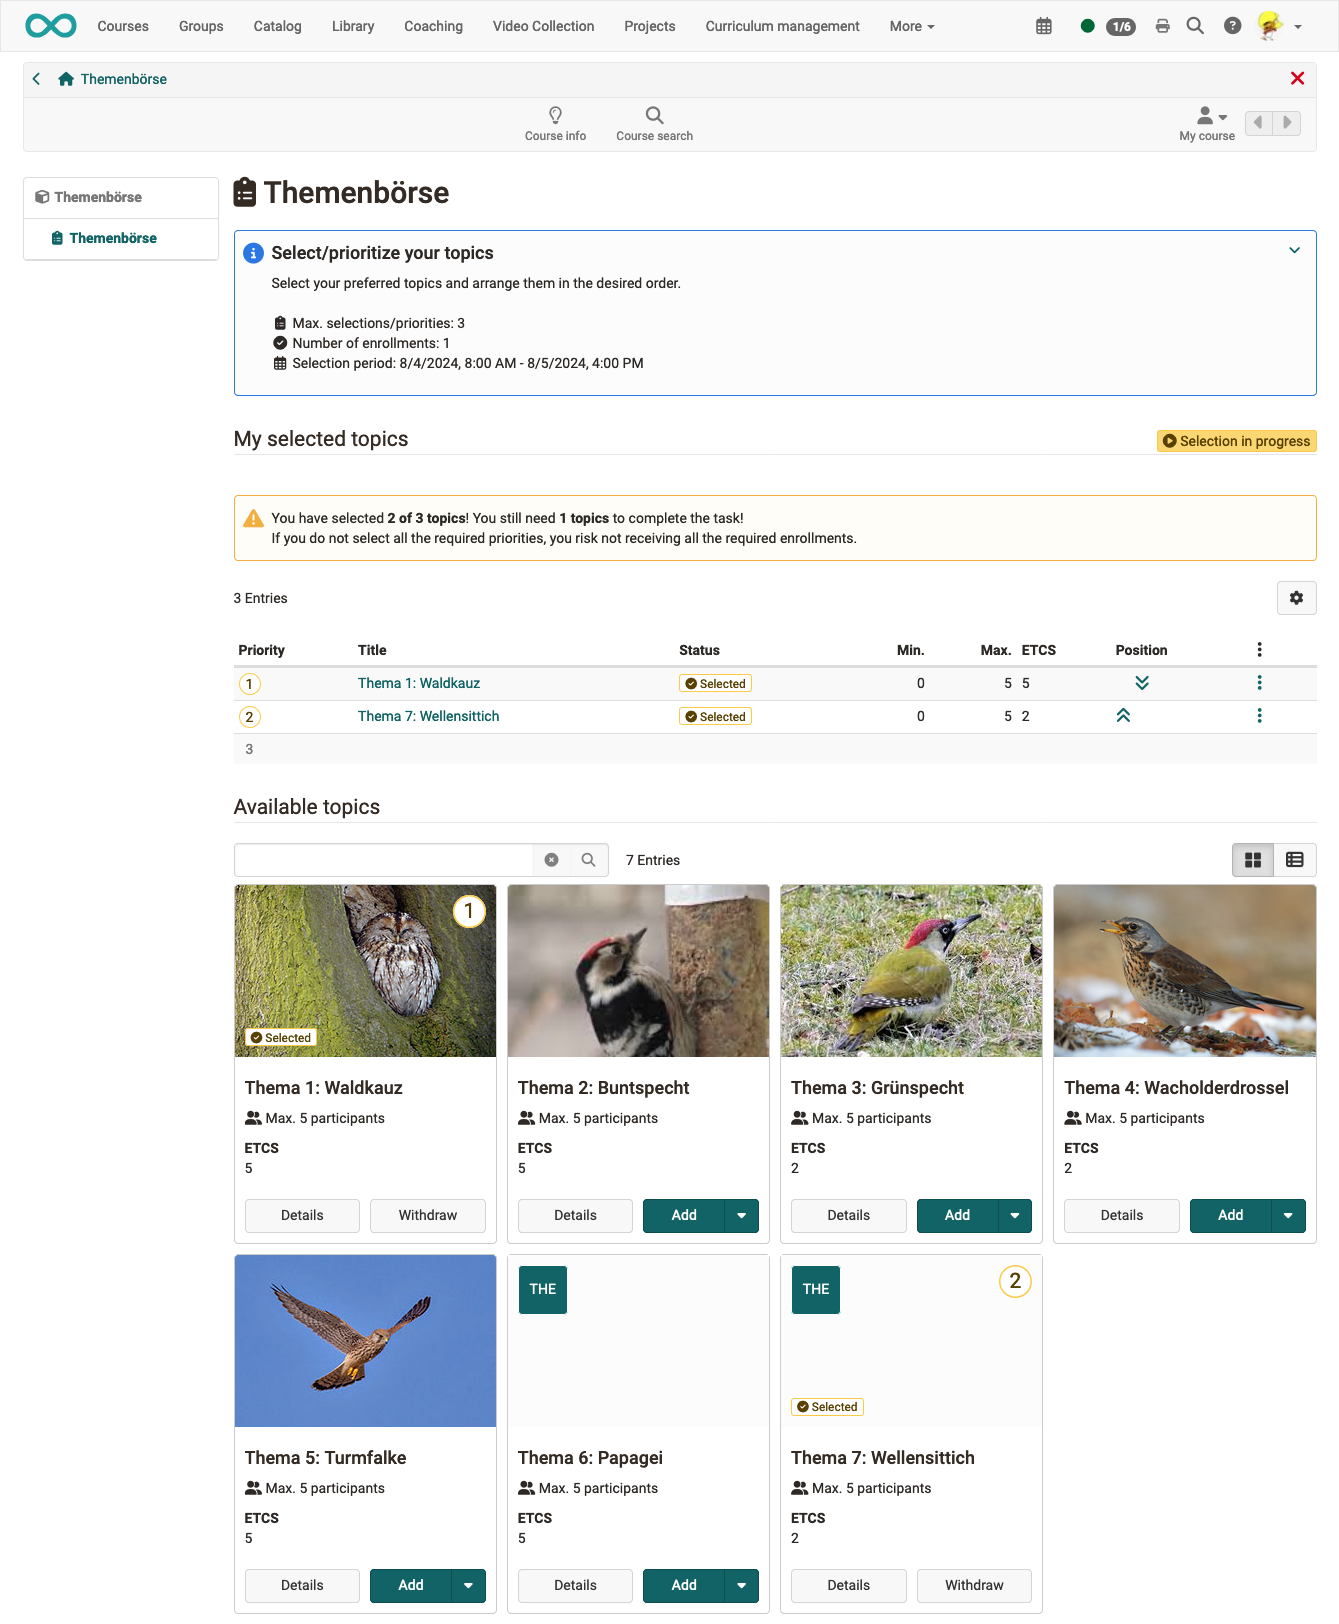 Courses Groups Catalog Library Coaching Video Collection Projects Curriculum management More 1/6
Themenbörse
Course info Course search My course
Themenbörse
Themenbörse
Themenbörse
Select/prioritize your topics
Select your preferred topics and arrange them in the desired order.
Max. selections/priorities: 3
Number of enrollments: 1
Selection period: 8/4/2024, 8:00 AM - 8/5/2024, 4:00 PM
My selected topics Selection in progress
You have selected 2 of 3 topics! You still need 1 topics to complete the task!
If you do not select all the required priorities, you risk not receiving all the required enrollments.
3 Entries
Priority Title Status Min. Max. ETCS Position
1 Thema 1: Waldkauz Selected 0 5 5
2 Thema 7: Wellensittich Selected 0 5 2
3
Available topics
7 Entries
1
Selected
Thema 1: Waldkauz
Max. 5 participants
ETCS
5
Details Withdraw
Thema 2: Buntspecht
Max. 5 participants
ETCS
5
Details Add
Thema 3: Grünspecht
Max. 5 participants
ETCS
2
Details Add
Thema 4: Wacholderdrossel
Max. 5 participants
ETCS
2
Details Add
Thema 5: Turmfalke
Max. 5 participants
ETCS
5
Details Add
THE
Thema 6: Papagei
Max. 5 participants
ETCS
5
Details Add
THE 2
Selected
Thema 7: Wellensittich
Max. 5 participants
ETCS
2
Details Withdraw